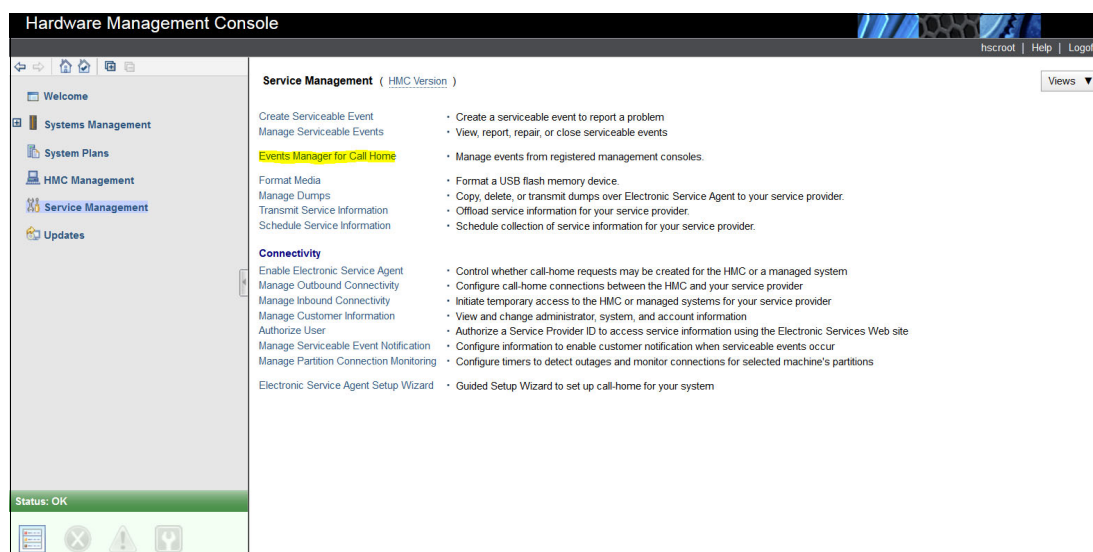 Hardware Management Console
hscroot | Help | Logof
Service Management ( HMC Version )
Views
Welcome
Systems Management
System Plans
HMC Management
Service Management
Updates
Create Serviceable Event • Create a serviceable event to report a problem
Manage Serviceable Events • View, report, repair, or close serviceable events
Events Manager for Call Home • Manage events from registered management consoles.
Format Media • Format a USB flash memory device.
Manage Dumps • Copy, delete, or transmit dumps over Electronic Service Agent to your service provider.
Transmit Service Information • Offload service information for your service provider.
Schedule Service Information • Schedule collection of service information for your service provider.
Connectivity
Enable Electronic Service Agent • Control whether call-home requests may be created for the HMC or a managed system
Manage Outbound Connectivity • Configure call-home connections between the HMC and your service provider
Manage Inbound Connectivity • Initiate temporary access to the HMC or managed systems for your service provider
Manage Customer Information • View and change administrator, system, and account information
Authorize User • Authorize a Service Provider ID to access service information using the Electronic Services Web site
Manage Serviceable Event Notification • Configure information to enable customer notification when serviceable events occur
Manage Partition Connection Monitoring • Configure timers to detect outages and monitor connections for selected machine's partitions
Electronic Service Agent Setup Wizard • Guided Setup Wizard to set up call-home for your system
Status: OK